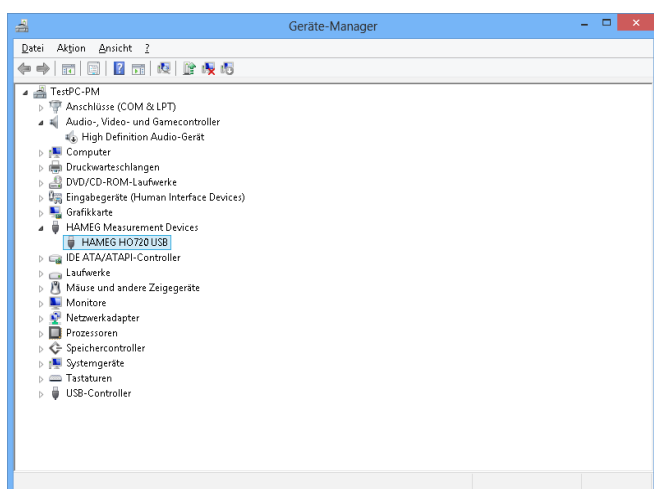 Geräte-Manager
Datei Aktion Ansicht ?
TestPC-PM
Anschlüsse (COM & LPT)
Audio-, Video- und Gamecontroller
High Definition Audio-Gerät
Computer
Druckwarteschlangen
DVD/CD-ROM-Laufwerke
Eingabegeräte (Human Interface Devices)
Grafikkarte
HAMEG Measurement Devices
HAMEG HO720 USB
IDE ATA/ATAPI-Controller
Laufwerke
Mäuse und andere Zeigegeräte
Monitore
Netzwerkadapter
Prozessoren
Speichercontroller
Systemgeräte
Tastaturen
USB-Controller